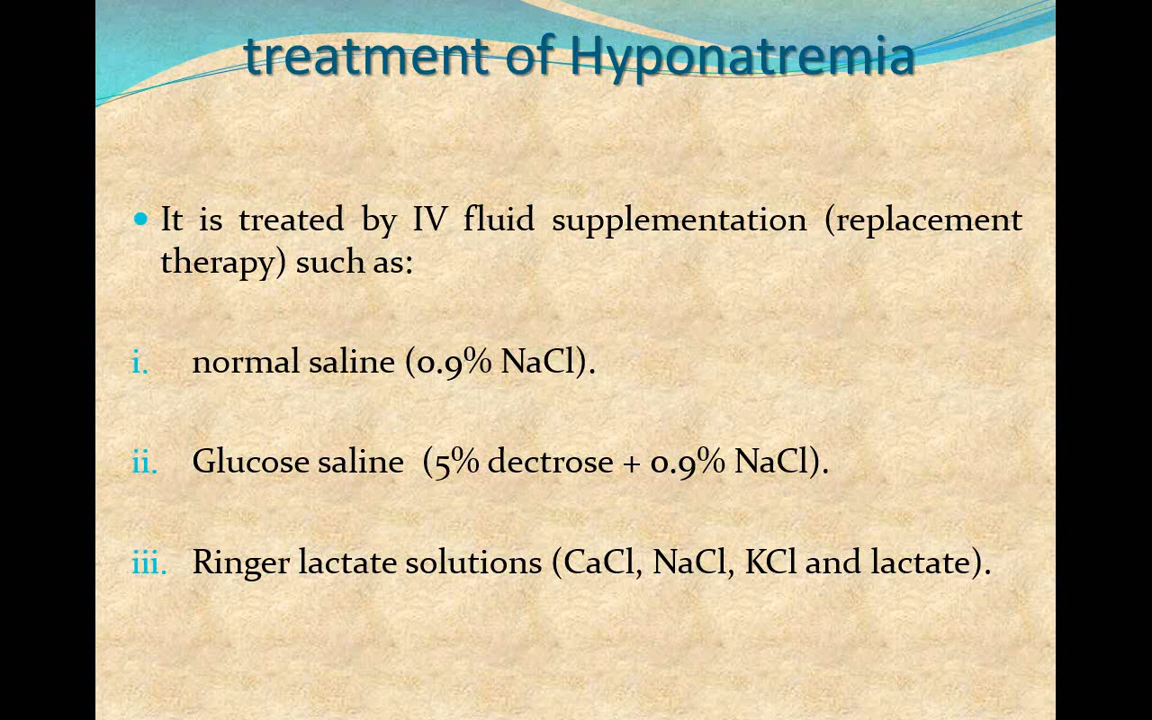 treatment of Hyponatremia
• It is treated by IV fluid supplementation (replacement
therapy) such as:
i. normal saline (0.9% NaCl).
ii. Glucose saline (5% dectrose + 0.9% NaCl).
iii. Ringer lactate solutions (CaCl, NaCl, KCl and lactate).